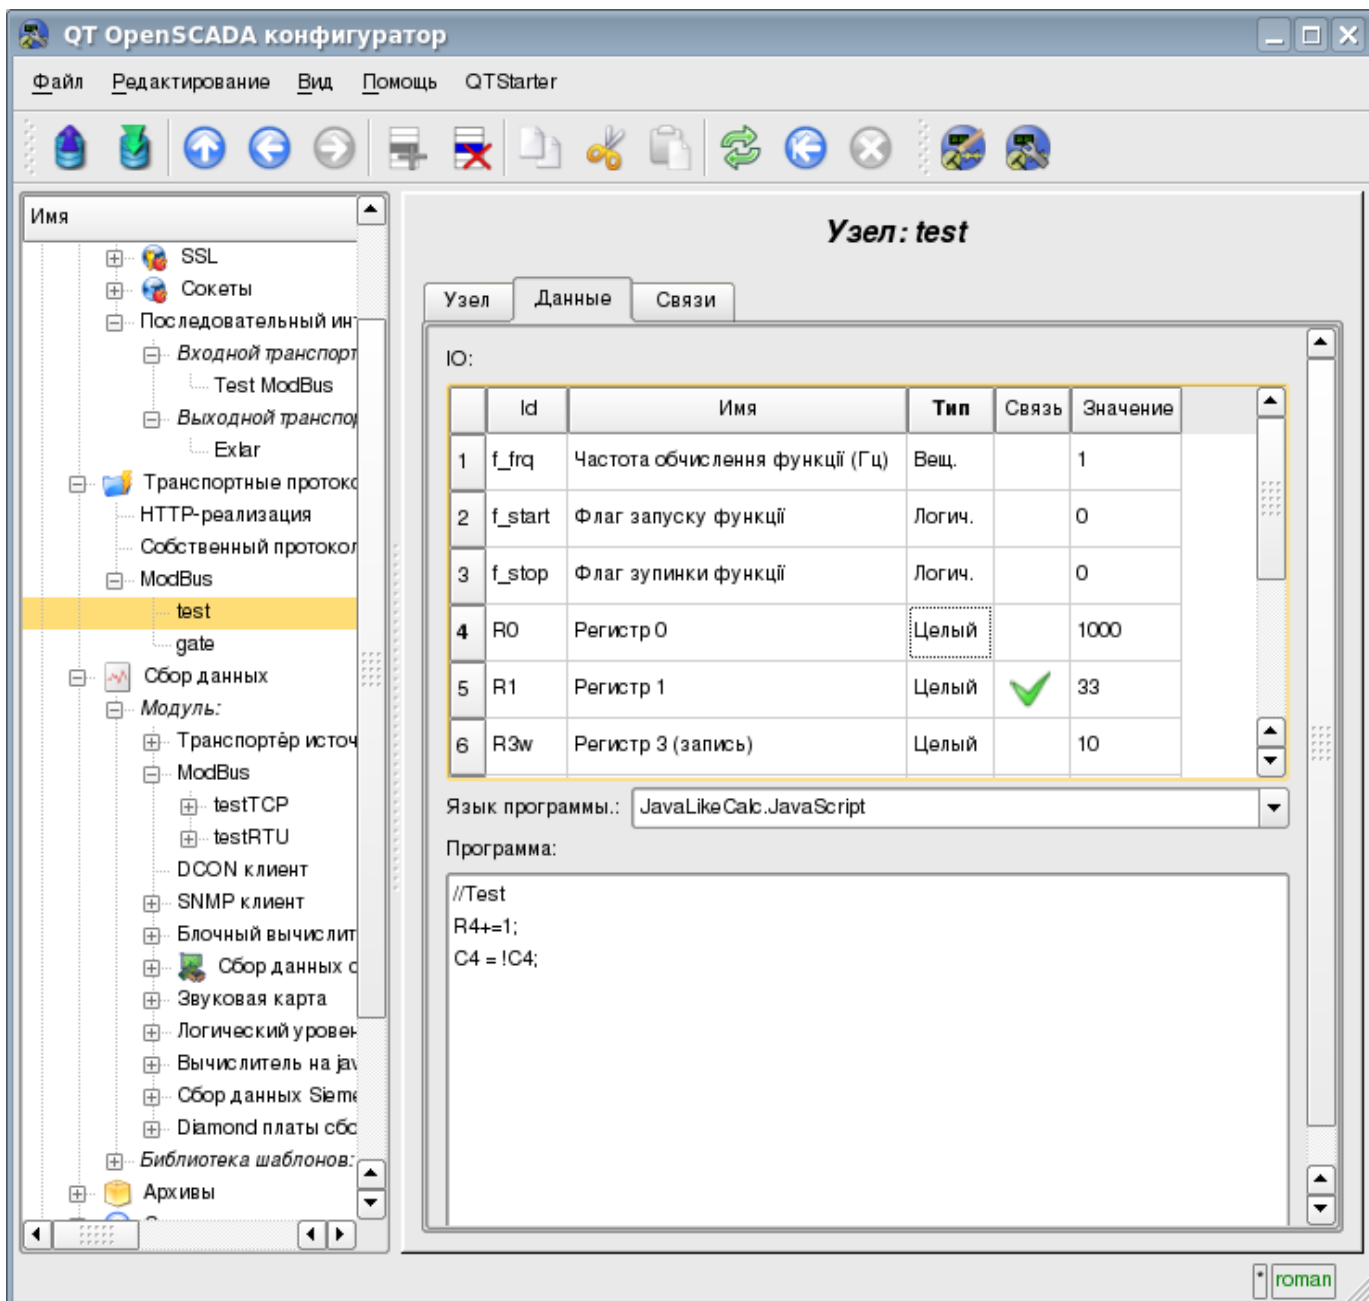 QT OpenSCADA конфигуратор
Файл Редактирование Вид Помощь QTStarter
Имя
SSL
Сокеты
Последовательный инт
Входной транспорт
Test ModBus
Выходной транспор
Exlar
Транспортные протоко
HTTP-реализация
Собственный протокол
ModBus
test
gate
Сбор данных
Модуль:
Транспортёр источ
ModBus
testTCP
testRTU
DCON клиент
SNMP клиент
Блочный вычислит
Сбор данных с
Звуковая карта
Логический уровен
Вычислитель на jav
Сбор данных Sieme
Diamond платы сбо
Библиотека шаблонов:
Архивы
Узел: test
Узел Данные Связи
IO:
Id Имя Тип Связь Значение
1 f_frq Частота обчислення функції (Гц) Вещ. 1
2 f_start Флаг запуску функції Логич. 0
3 f_stop Флаг зупинки функції Логич. 0
4 R0 Регистр 0 Целый 1000
5 R1 Регистр 1 Целый 33
6 R3w Регистр 3 (запись) Целый 10
Язык программы.: JavaLikeCalc.JavaScript
Программа:
//Test
R4+=1;
C4 = !C4;
* roman